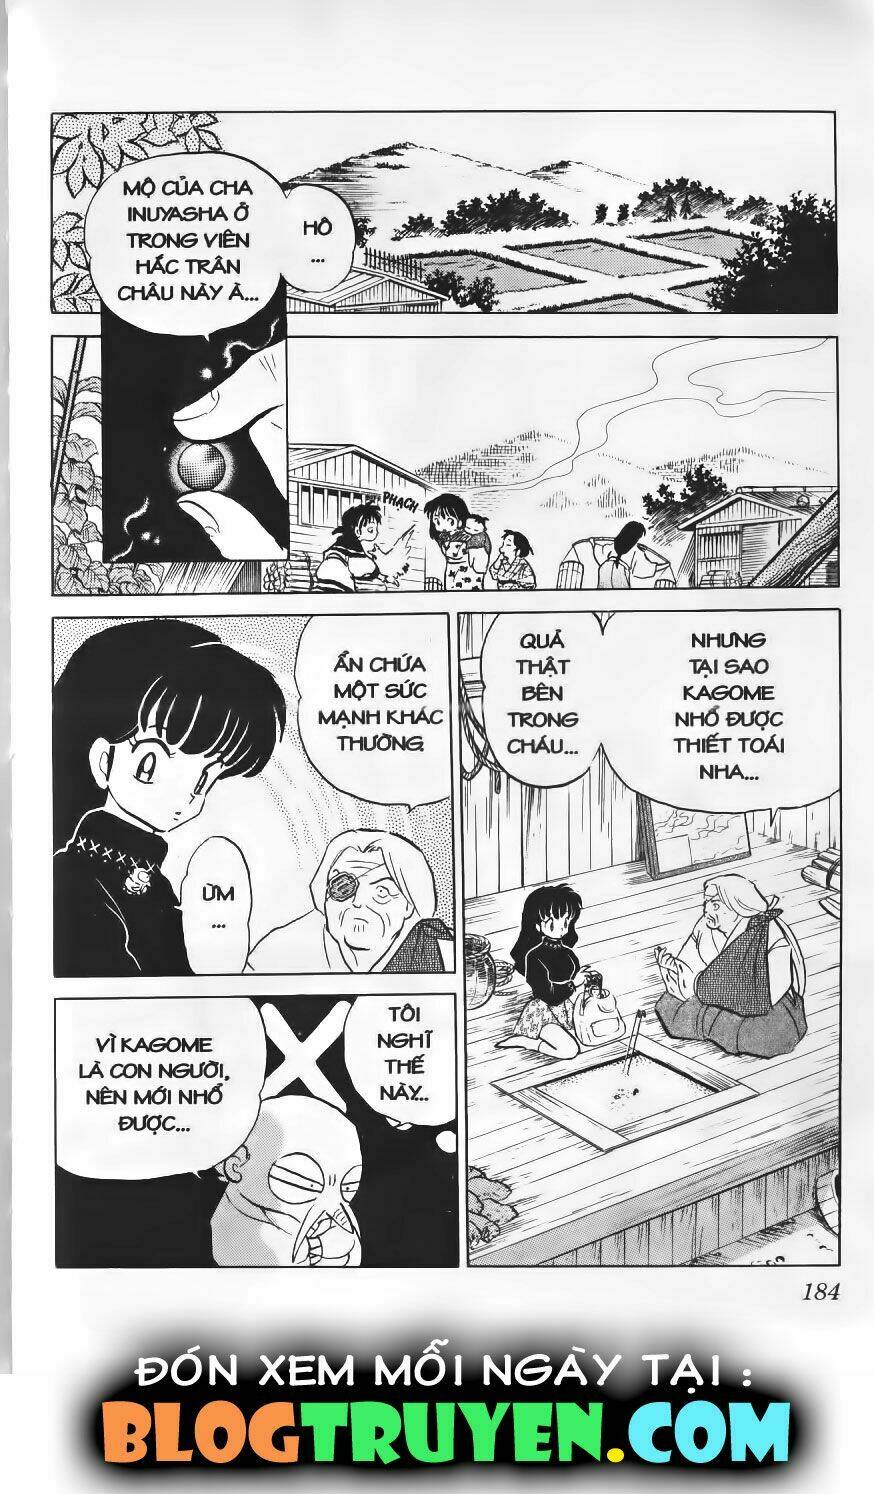 HÔ
...
MỘ CỦA CHA
INUYASHA Ở
TRONG VIÊN
HẮC TRÂN
CHÂU NÀY À...
PHẠCH
NHƯNG
TẠI SAO
KAGOME
NHỔ ĐƯỢC
THIẾT TOÁI
NHA...
QUẢ
THẬT
BÊN
TRONG
CHÁU...
ẨN CHỨA
MỘT SỨC
MẠNH KHÁC
THƯỜNG.
ỪM
...
TÔI
NGHĨ
THẾ
NÀY...
VÌ KAGOME
LÀ CON NGƯỜI,
NÊN MỚI NHỔ
ĐƯỢC...
184
ĐÓN XEM MỖI NGÀY TẠI :
BLOGTRUYEN.COM